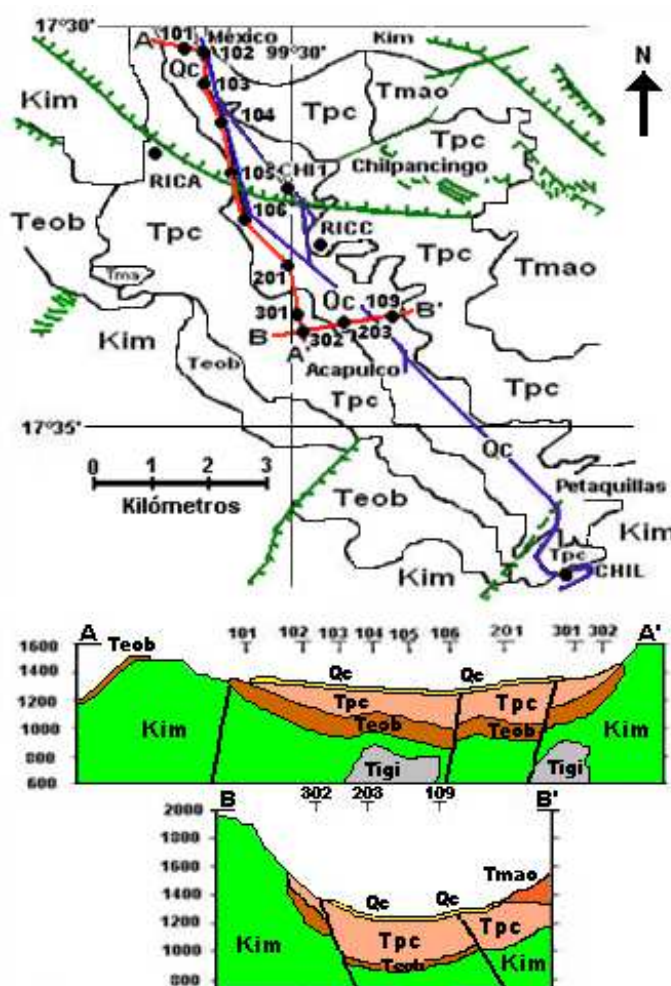 17°30'
A 101 México
102
99°30'
Kim
N
Qc
103
Kim
104
Tpc
Tmao
Tpc
Chilpancingo
RICA
105
CHI1
106
Teob
Tpc
RICC
Tmao
Tma
201
Qc
301
109
B'
B
302
203
A'
Kim
Teob
Acapulco
Tpc
Tpc
17°35'
Qc
0 1 2 3
Kilómetros
Teob
Petaquillas
Kim
Tpc
Kim
CHIL
A
A'
1600
1400
1200
1000
800
600
101 102 103 104 105 106 201 301 302
Teob
Qc
Qc
Tpc
Tpc
Kim
Teob
Teob
Kim
Tigi
Tigi
B
B'
302 203 109
2000
1800
1600
1400
1200
1000
800
Tmao
Qc
Qc
Tpc
Tpc
Kim
Teob
Kim